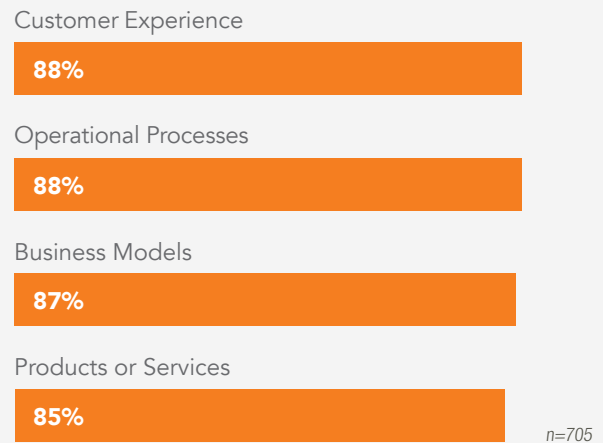 Customer Experience
88%
Operational Processes
88%
Business Models
87%
Products or Services
85%
n=705